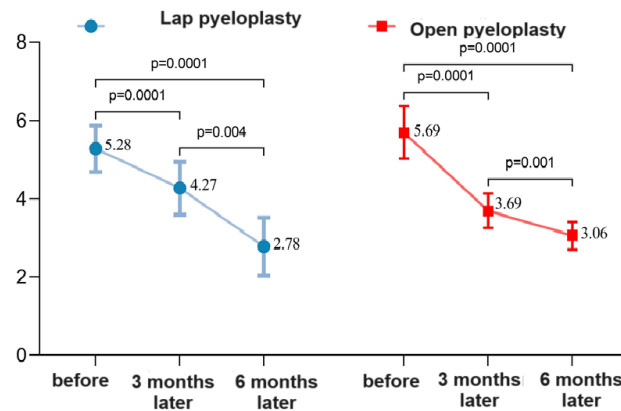 Lap pyeloplasty
Open pyeloplasty
8
6
4
2
0
p=0.0001
p=0.0001
p=0.004
5.28
4.27
2.78
p=0.0001
p=0.0001
p=0.001
5.69
3.69
3.06
before
3 months
later
6 months
later
before
3 months
later
6 months
later